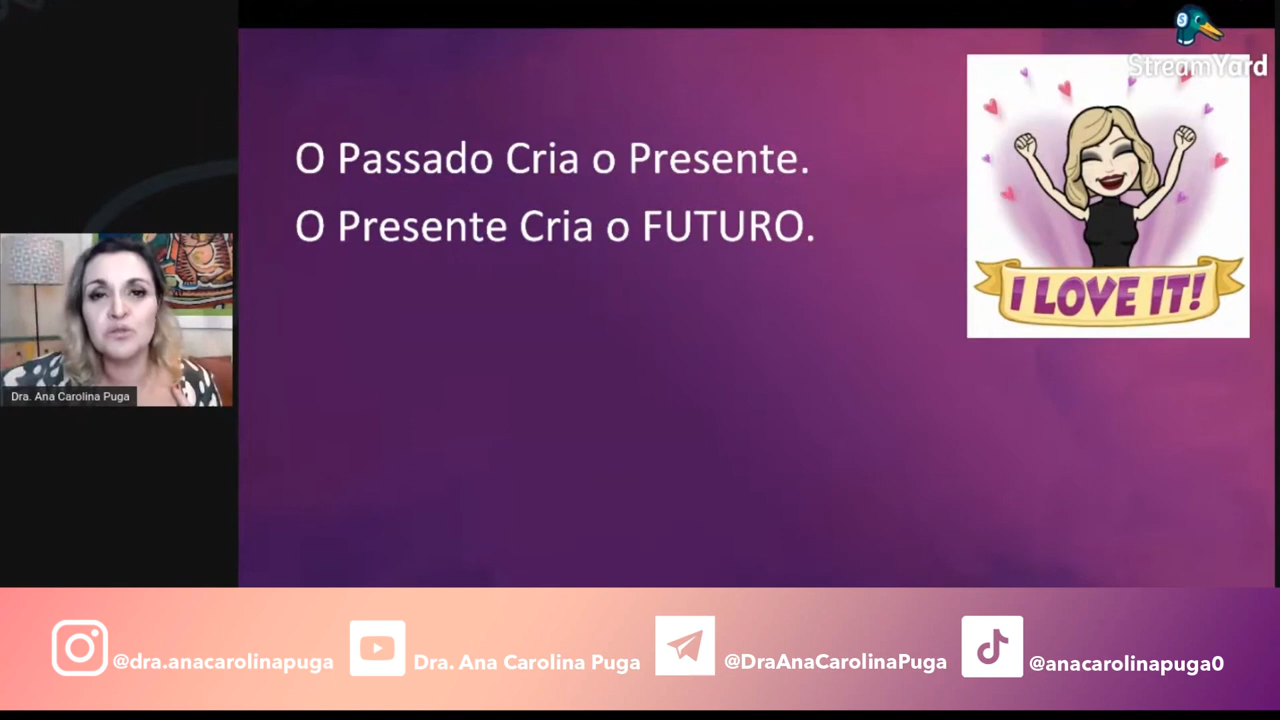 StreamYard
O Passado Cria o Presente.
O Presente Cria o FUTURO.
I LOVE IT!
Dra. Ana Carolina Puga
@dra.anacarolinapuga
Dra. Ana Carolina Puga
@DraAnaCarolinaPuga
@anacarolinapuga0